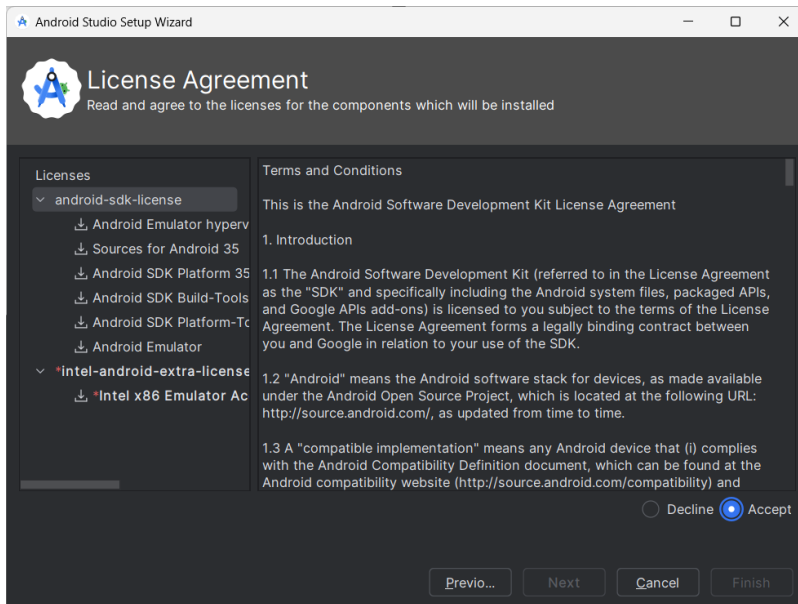 Android Studio Setup Wizard
License Agreement
Read and agree to the licenses for the components which will be installed
Licenses
android-sdk-license
Android Emulator hyperv
Sources for Android 35
Android SDK Platform 35
Android SDK Build-Tools
Android SDK Platform-To
Android Emulator
*intel-android-extra-license
*Intel x86 Emulator Ac
Terms and Conditions
This is the Android Software Development Kit License Agreement
1. Introduction
1.1 The Android Software Development Kit (referred to in the License Agreement
as the "SDK" and specifically including the Android system files, packaged APIs,
and Google APIs add-ons) is licensed to you subject to the terms of the License
Agreement. The License Agreement forms a legally binding contract between
you and Google in relation to your use of the SDK.
1.2 "Android" means the Android software stack for devices, as made available
under the Android Open Source Project, which is located at the following URL:
http://source.android.com/, as updated from time to time.
1.3 A "compatible implementation" means any Android device that (i) complies
with the Android Compatibility Definition document, which can be found at the
Android compatibility website (http://source.android.com/compatibility) and
Decline Accept
Previo... Next Cancel Finish